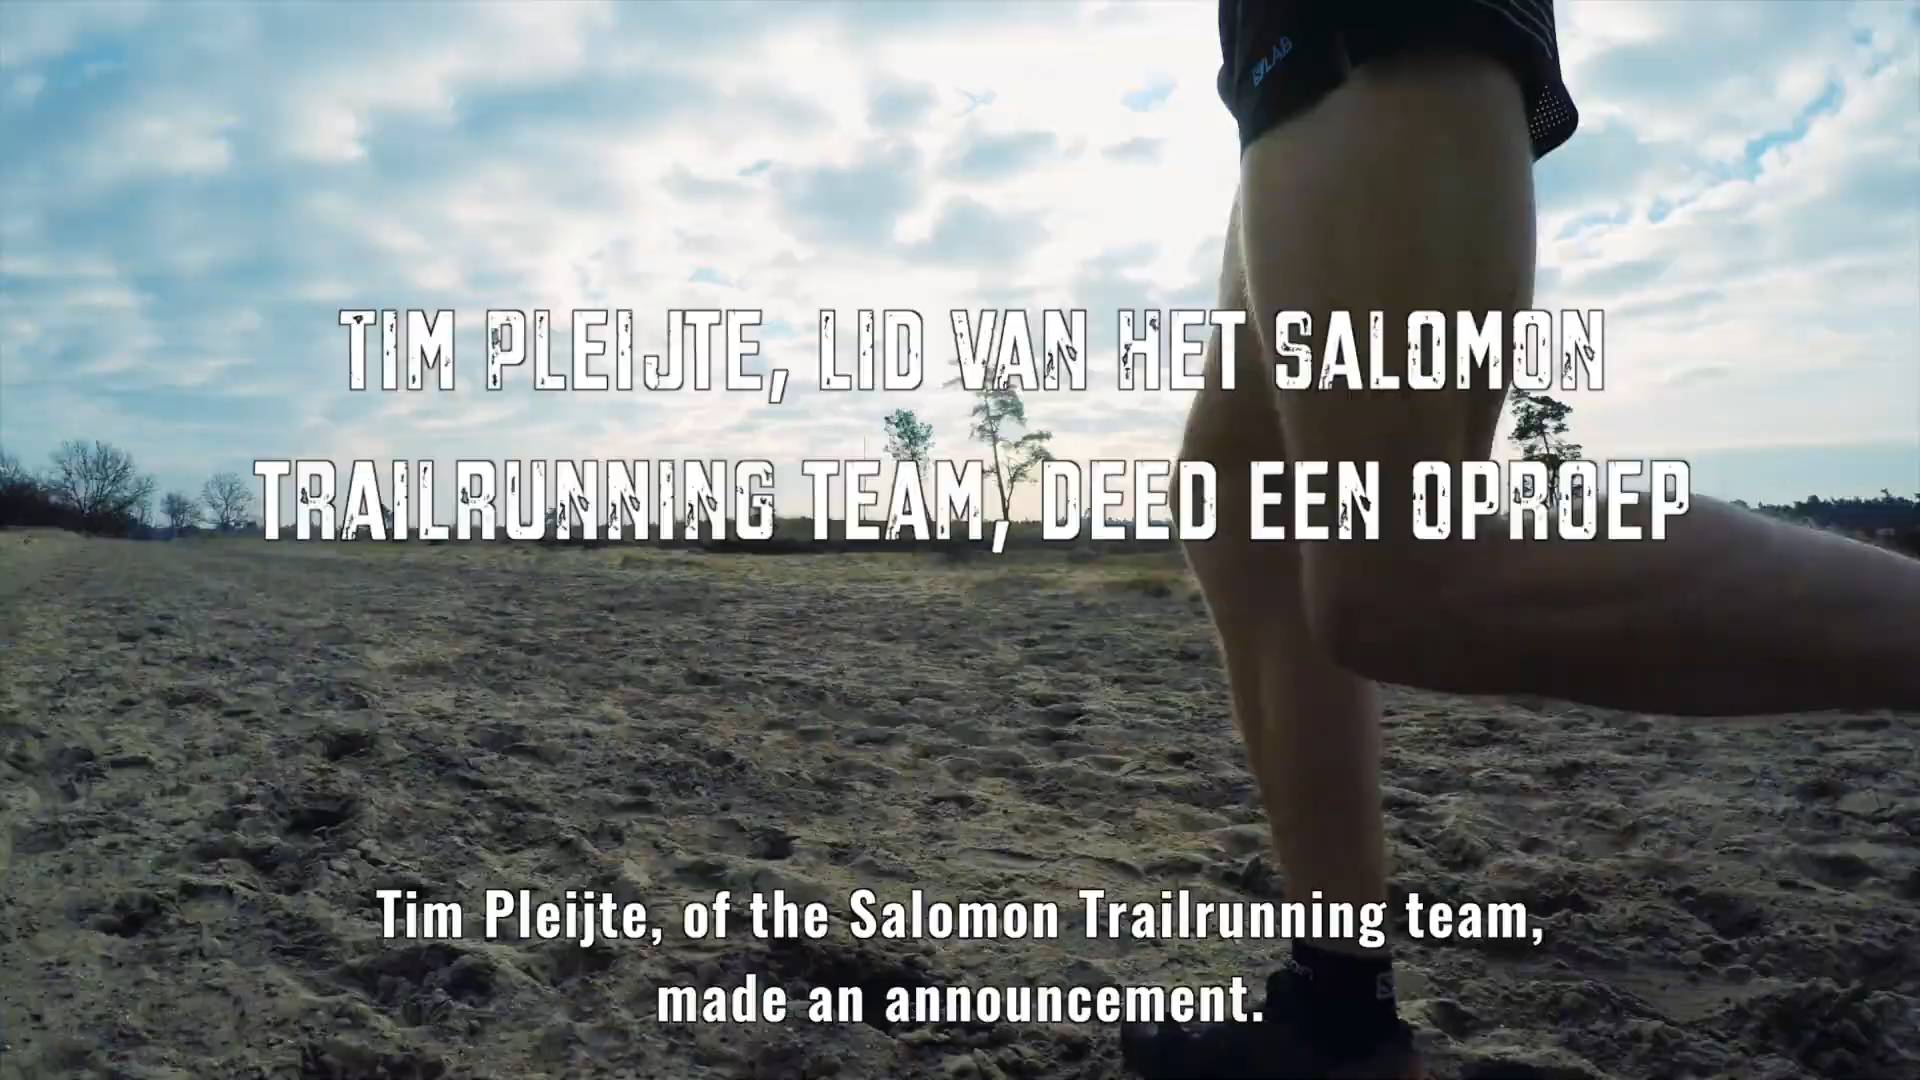 S/LAB
TIM PLEIJTE, LID VAN HET SALOMON
TRAILRUNNING TEAM, DEED EEN OPROEP
Tim Pleijte, of the Salomon Trailrunning team,
made an announcement.